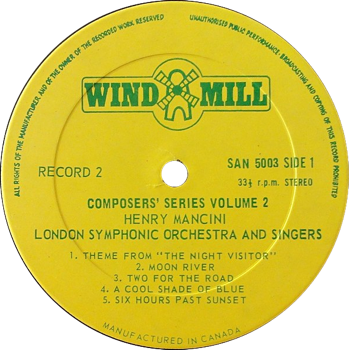 ALL RIGHTS OF THE MANUFACTURER, AND OF THE OWNER OF THE RECORDED WORK RESERVED
UNAUTHORISED PUBLIC PERFORMANCE, BROADCASTING AND COPYING OF THIS RECORD PROHIBITED
WIND MILL
RECORD 2
SAN 5003 SIDE 1
33⅓ r.p.m. STEREO
COMPOSERS' SERIES VOLUME 2
HENRY MANCINI
LONDON SYMPHONIC ORCHESTRA AND SINGERS
1. THEME FROM "THE NIGHT VISITOR"
2. MOON RIVER
3. TWO FOR THE ROAD
4. A COOL SHADE OF BLUE
5. SIX HOURS PAST SUNSET
MANUFACTURED IN CANADA